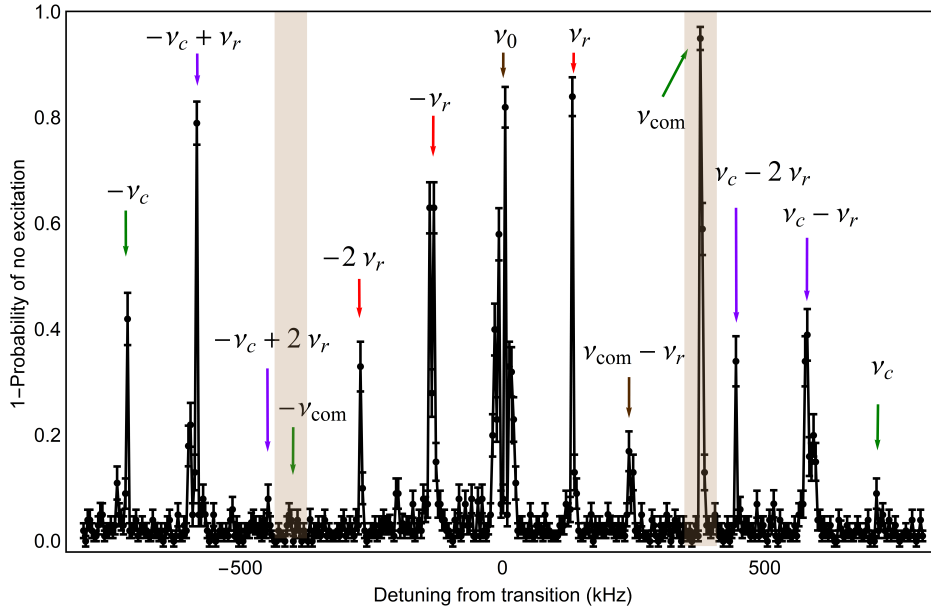 1.0
0.8
0.6
0.4
0.2
0.0
1−Probability of no excitation
−ν_c + ν_r
ν_0
ν_r
−ν_r
ν_com
−ν_c
ν_c − 2 ν_r
ν_c − ν_r
−2 ν_r
−ν_c + 2 ν_r
ν_com − ν_r
ν_c
−ν_com
−500
0
500
Detuning from transition (kHz)